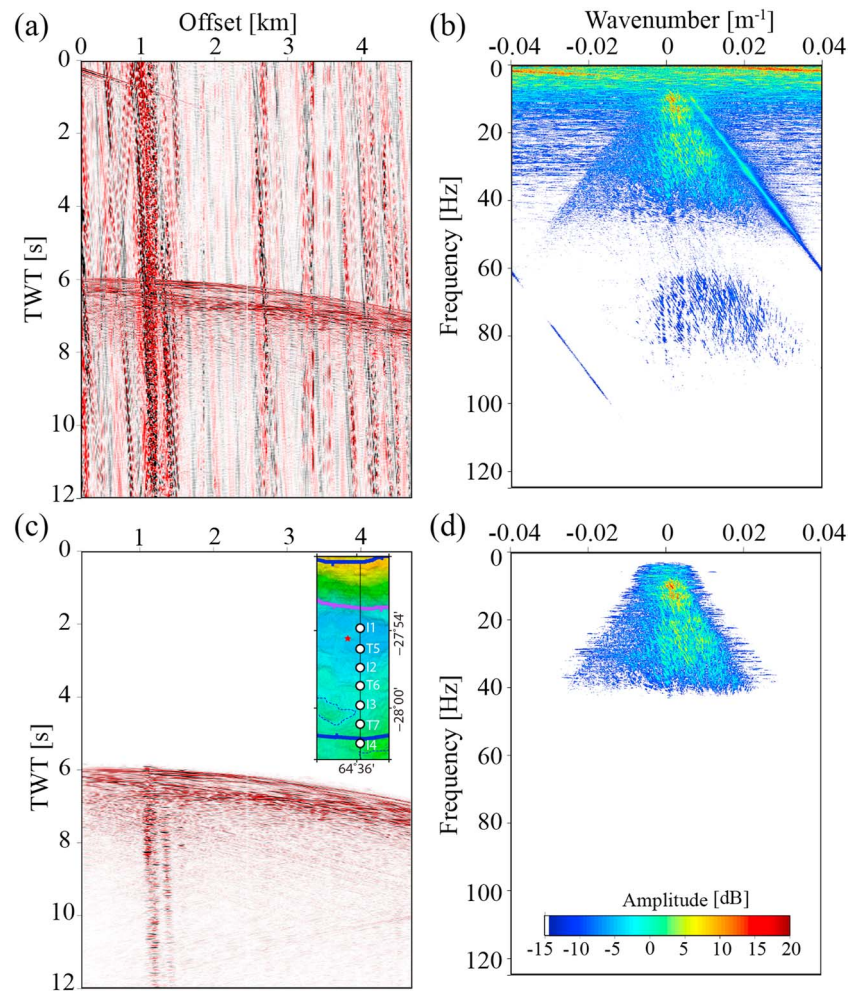 (a)
Offset [km]
0 1 2 3 4
0
2
4
6
8
10
12
TWT [s]
(b)
Wavenumber [m-1]
-0.04 -0.02 0 0.02 0.04
0
20
40
60
80
100
120
Frequency [Hz]
(c)
1 2 3 4
0
2
4
6
8
10
12
TWT [s]
I1
T5
I2
T6
I3
T7
I4
−27˚54'
−28˚00'
64˚36'
(d)
-0.04 -0.02 0 0.02 0.04
0
20
40
60
80
100
120
Frequency [Hz]
Amplitude [dB]
-15 -10 -5 0 5 10 15 20